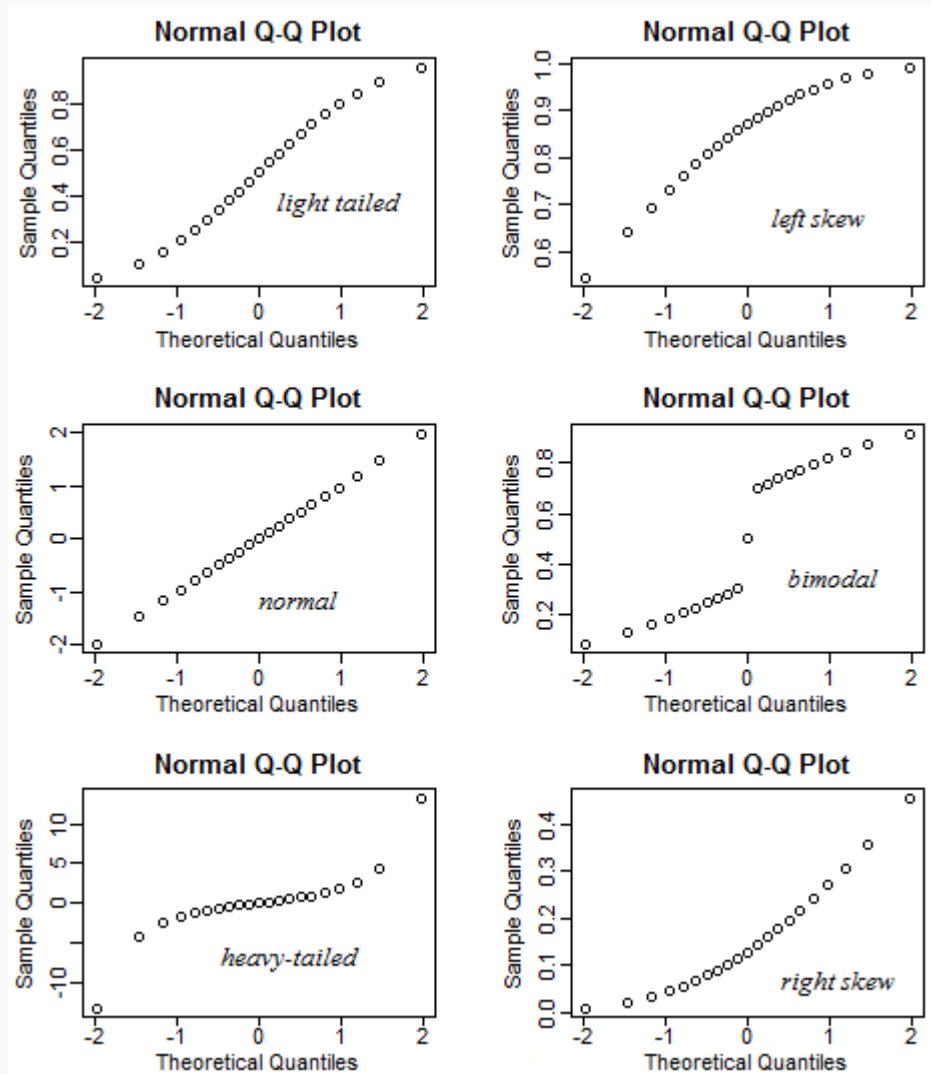 Normal Q-Q Plot
Sample Quantiles
0.2 0.4 0.6 0.8
light tailed
-2 -1 0 1 2
Theoretical Quantiles
Normal Q-Q Plot
Sample Quantiles
0.6 0.7 0.8 0.9 1.0
left skew
-2 -1 0 1 2
Theoretical Quantiles
Normal Q-Q Plot
Sample Quantiles
-2 -1 0 1 2
normal
-2 -1 0 1 2
Theoretical Quantiles
Normal Q-Q Plot
Sample Quantiles
0.2 0.4 0.6 0.8
bimodal
-2 -1 0 1 2
Theoretical Quantiles
Normal Q-Q Plot
Sample Quantiles
-10 0 5 10
heavy-tailed
-2 -1 0 1 2
Theoretical Quantiles
Normal Q-Q Plot
Sample Quantiles
0.0 0.1 0.2 0.3 0.4
right skew
-2 -1 0 1 2
Theoretical Quantiles